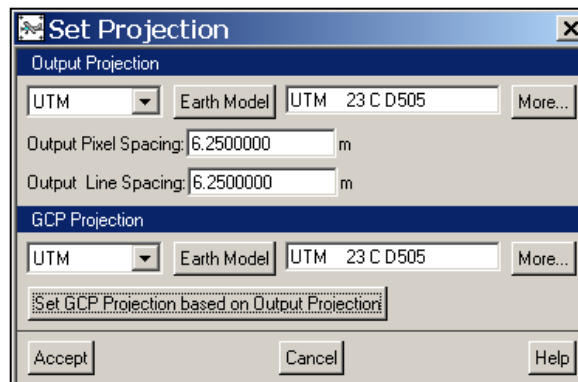 Set Projection
Output Projection
UTM Earth Model UTM 23 C D505 More...
Output Pixel Spacing: 6.2500000 m
Output Line Spacing: 6.2500000 m
GCP Projection
UTM Earth Model UTM 23 C D505 More...
Set GCP Projection based on Output Projection
Accept Cancel Help